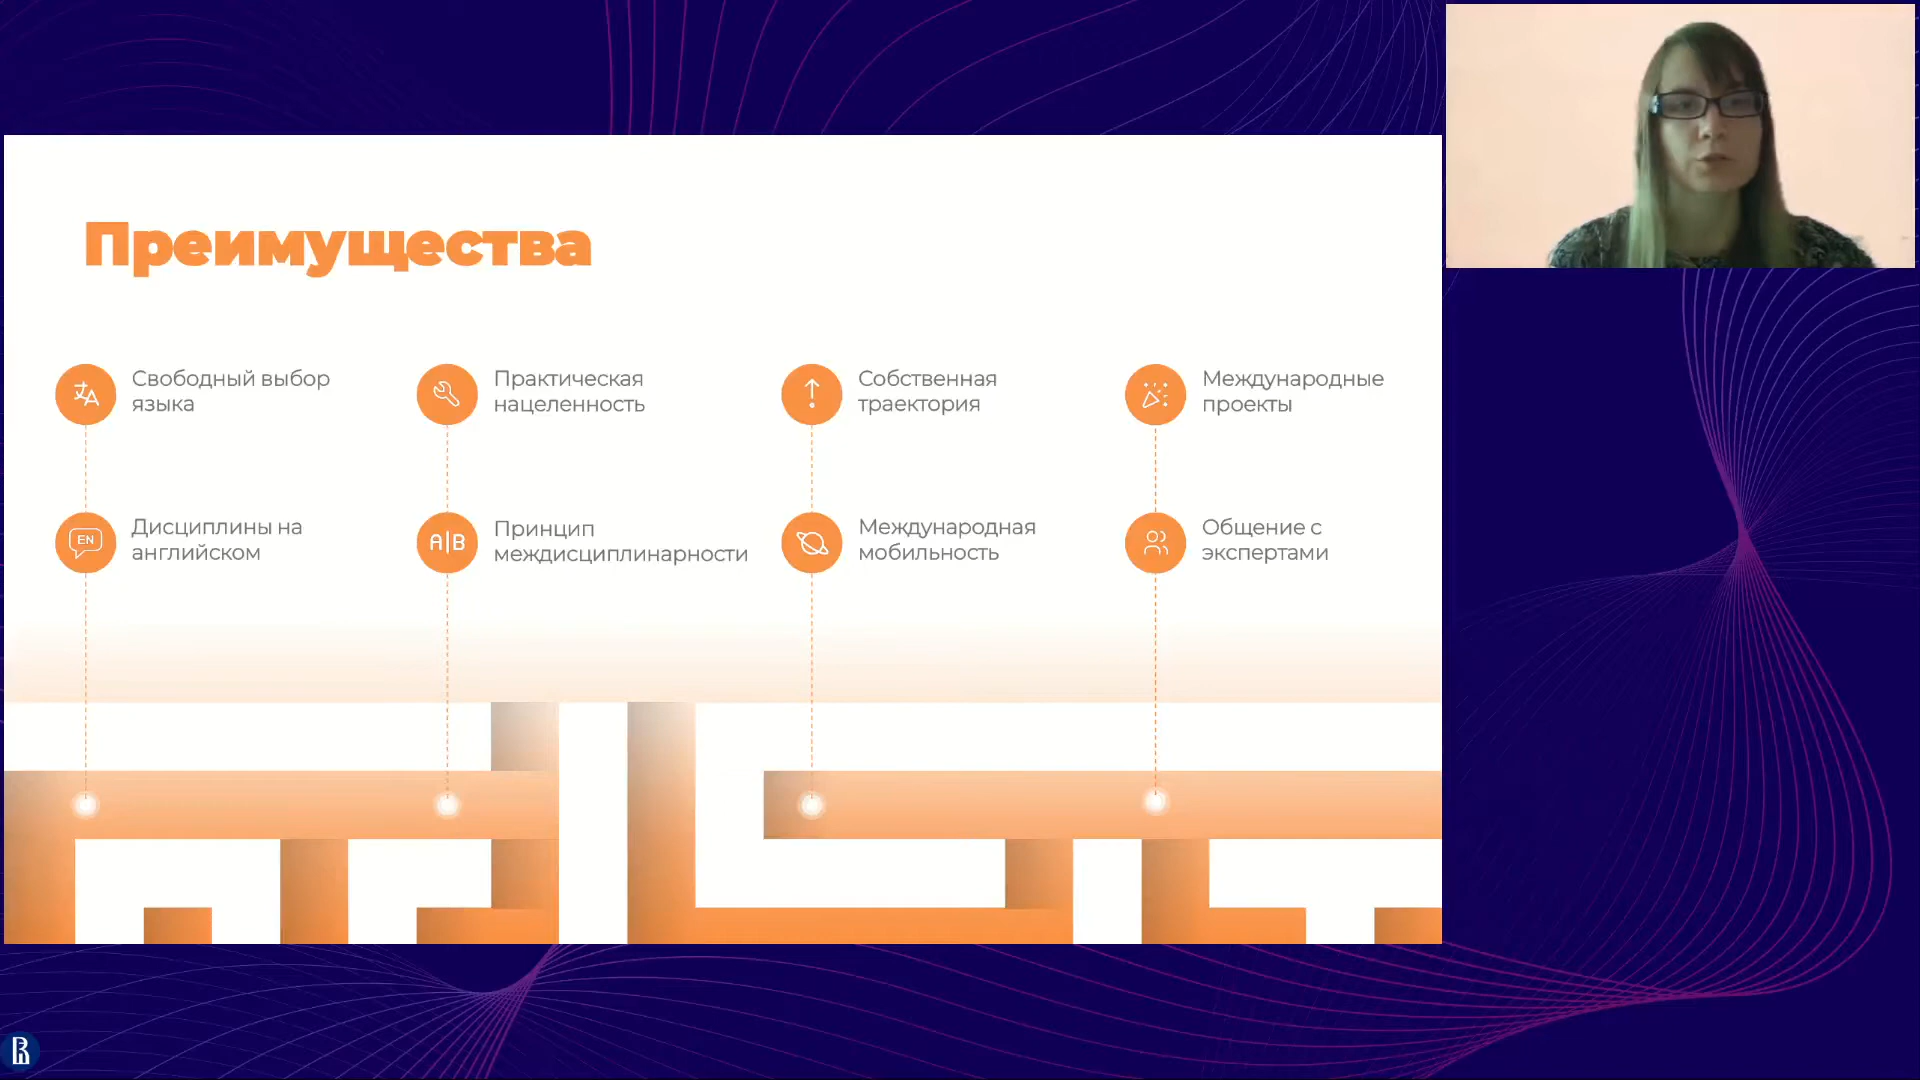 Преимущества
Свободный выбор
языка
Практическая
нацеленность
Собственная
траектория
Международные
проекты
EN
Дисциплины на
английском
A|B
Принцип
междисциплинарности
Международная
мобильность
Общение с
экспертами